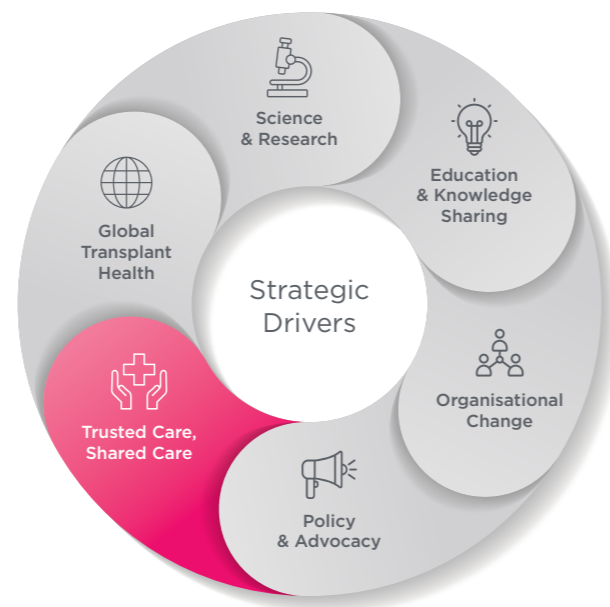 Strategic
Drivers
Science
& Research
Education
& Knowledge
Sharing
Organisational
Change
Policy
& Advocacy
Trusted Care,
Shared Care
Global
Transplant
Health